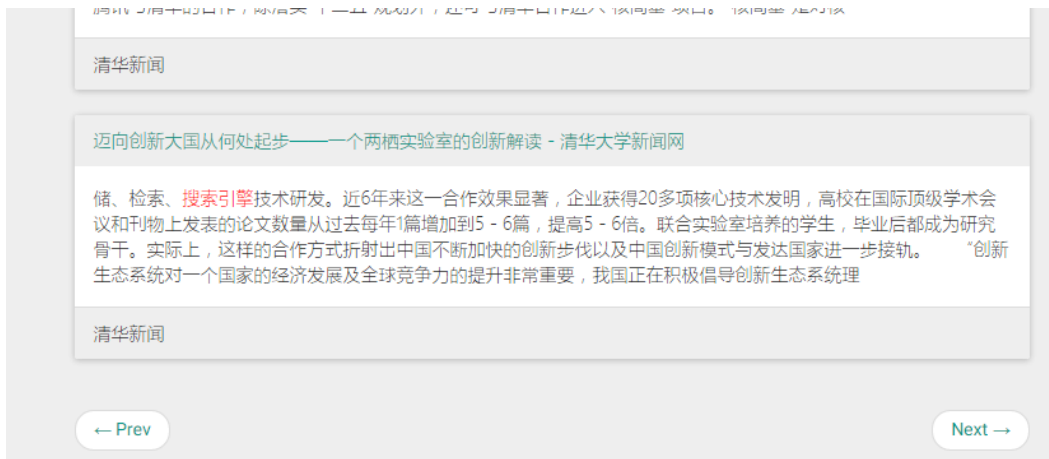 清华新闻
迈向创新大国从何处起步——一个两栖实验室的创新解读 - 清华大学新闻网
储、检索、搜索引擎技术研发。近6年来这一合作效果显著，企业获得20多项核心技术发明，高校在国际顶级学术会
议和刊物上发表的论文数量从过去每年1篇增加到5 - 6篇，提高5 - 6倍。联合实验室培养的学生，毕业后都成为研究
骨干。实际上，这样的合作方式折射出中国不断加快的创新步伐以及中国创新模式与发达国家进一步接轨。　　“创新
生态系统对一个国家的经济发展及全球竞争力的提升非常重要，我国正在积极倡导创新生态系统理
清华新闻
← Prev
Next →